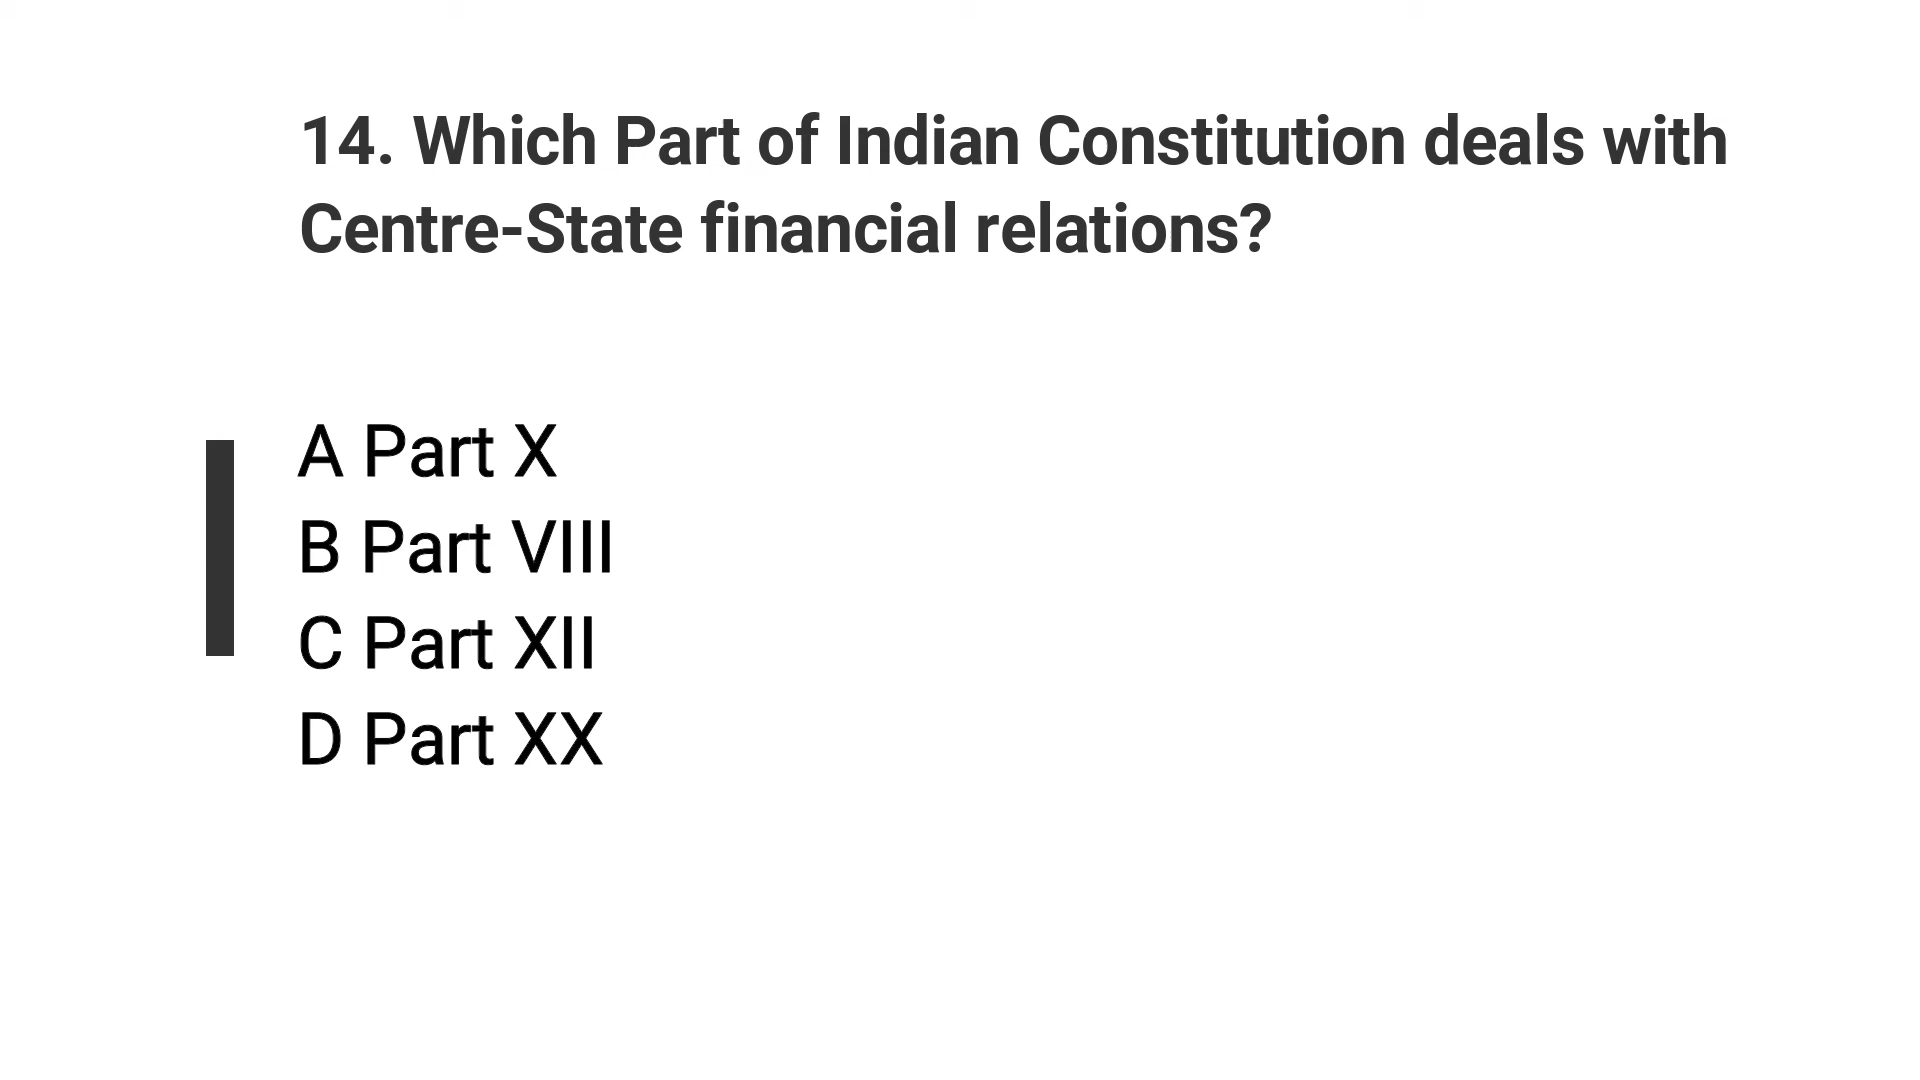 14. Which Part of Indian Constitution deals with
Centre-State financial relations?
A Part X
B Part VIII
C Part XII
D Part XX